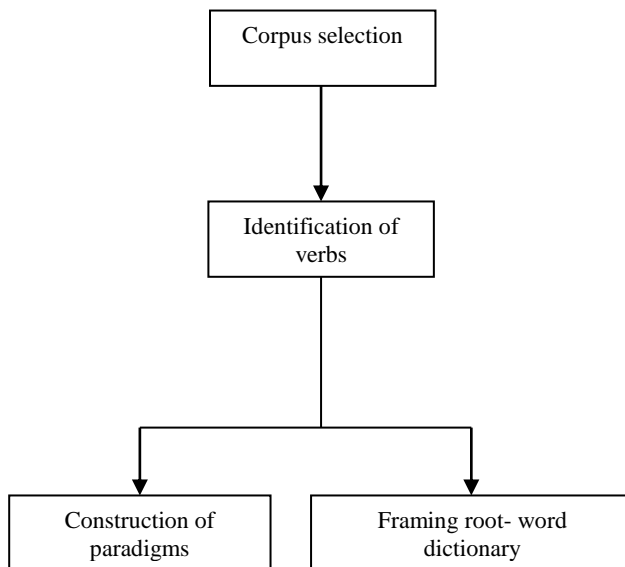 Corpus selection
Identification of
verbs
Construction of
paradigms
Framing root- word
dictionary